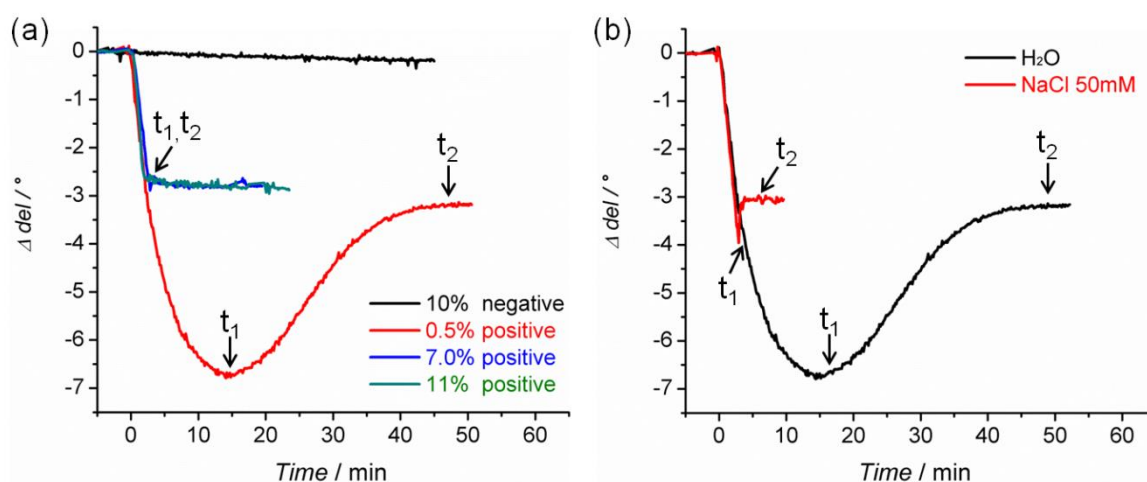 (a)
0
-1
-2
-3
-4
-5
-6
-7
Δ del / °
t₁, t₂
t₂
t₁
10% negative
0.5% positive
7.0% positive
11% positive
0 10 20 30 40 50 60
Time / min
(b)
0
-1
-2
-3
-4
-5
-6
-7
Δ del / °
H₂O
NaCl 50mM
t₂
t₂
t₁
t₁
0 10 20 30 40 50 60
Time / min